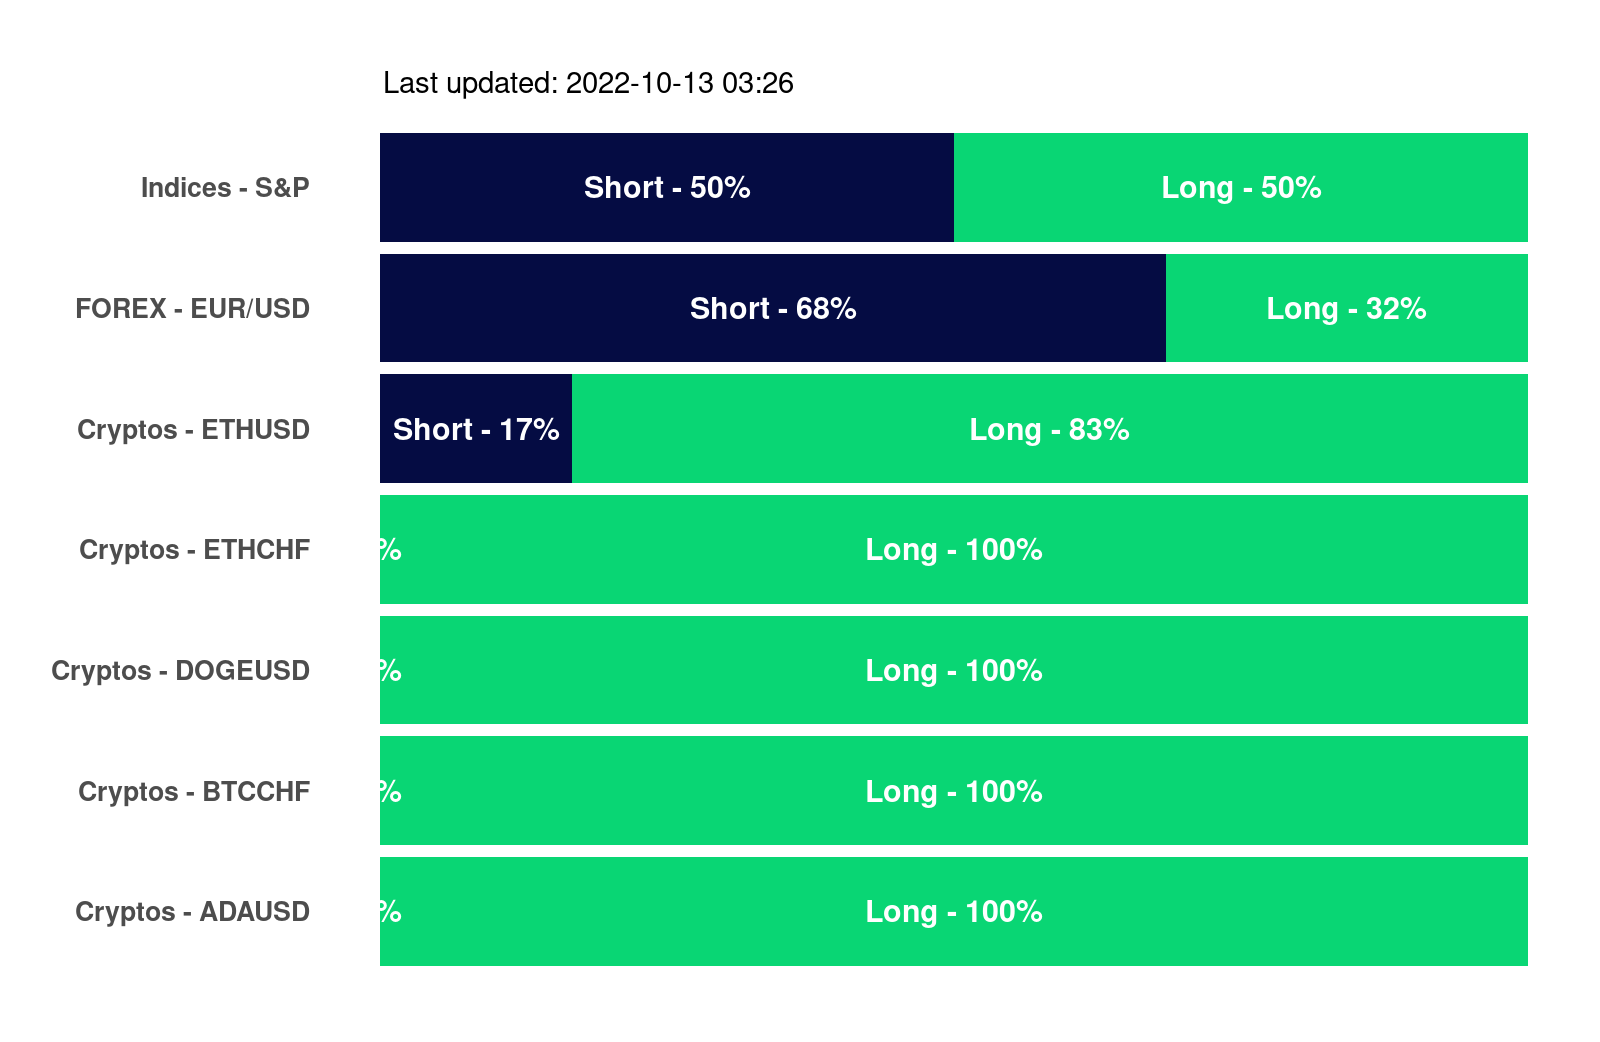 Last updated: 2022-10-13 03:26
Indices - S&P Short - 50% Long - 50%
FOREX - EUR/USD Short - 68% Long - 32%
Cryptos - ETHUSD Short - 17% Long - 83%
Cryptos - ETHCHF % Long - 100%
Cryptos - DOGEUSD % Long - 100%
Cryptos - BTCCHF % Long - 100%
Cryptos - ADAUSD % Long - 100%